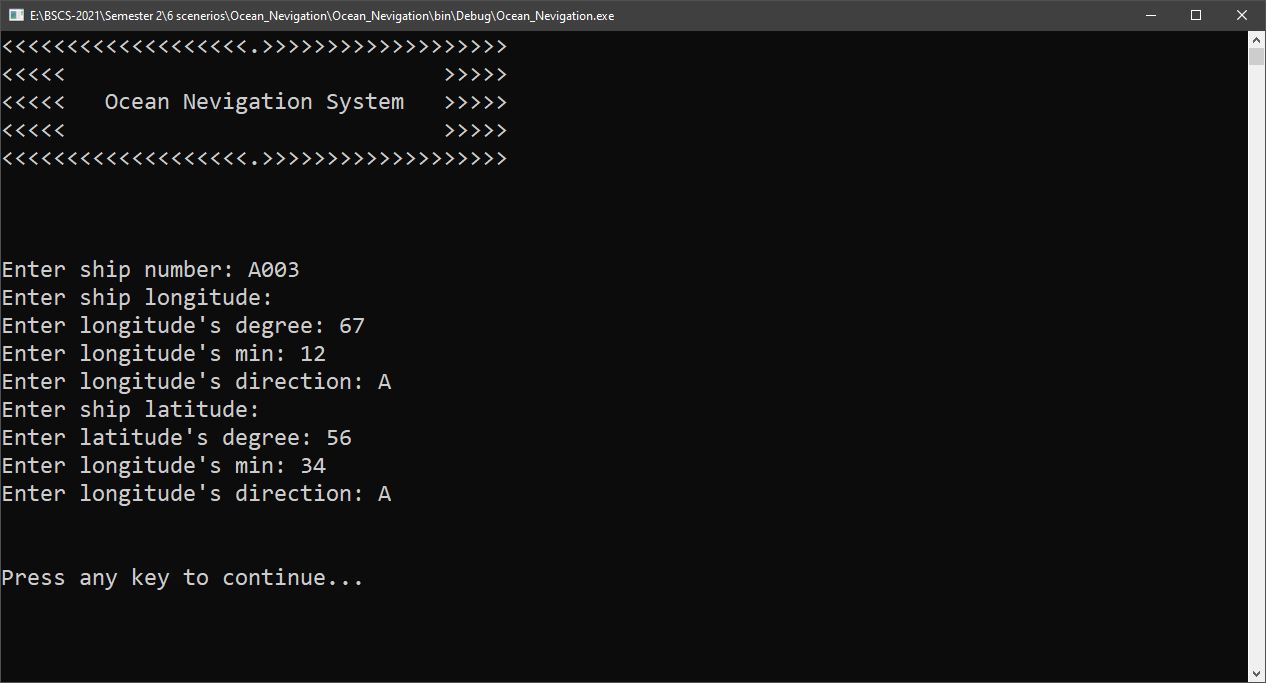 E:\BSCS-2021\Semester 2\6 scenerios\Ocean_Nevigation\Ocean_Nevigation\bin\Debug\Ocean_Nevigation.exe
<<<<<<<<<<<<<<<<<<<.>>>>>>>>>>>>>>>>>>>
<<<<<                             >>>>>
<<<<<   Ocean Nevigation System   >>>>>
<<<<<                             >>>>>
<<<<<<<<<<<<<<<<<<<.>>>>>>>>>>>>>>>>>>>
Enter ship number: A003
Enter ship longitude:
Enter longitude's degree: 67
Enter longitude's min: 12
Enter longitude's direction: A
Enter ship latitude:
Enter latitude's degree: 56
Enter longitude's min: 34
Enter longitude's direction: A
Press any key to continue...